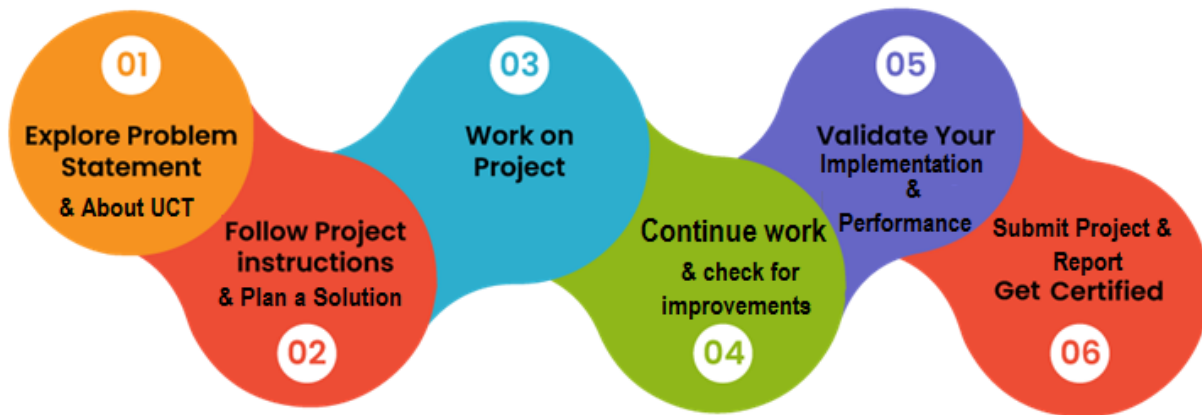 01
Explore Problem
Statement
& About UCT
Follow Project
instructions
& Plan a Solution
02
03
Work on
Project
Continue work
& check for
improvements
04
05
Validate Your
Implementation
&
Performance
Submit Project &
Report
Get Certified
06